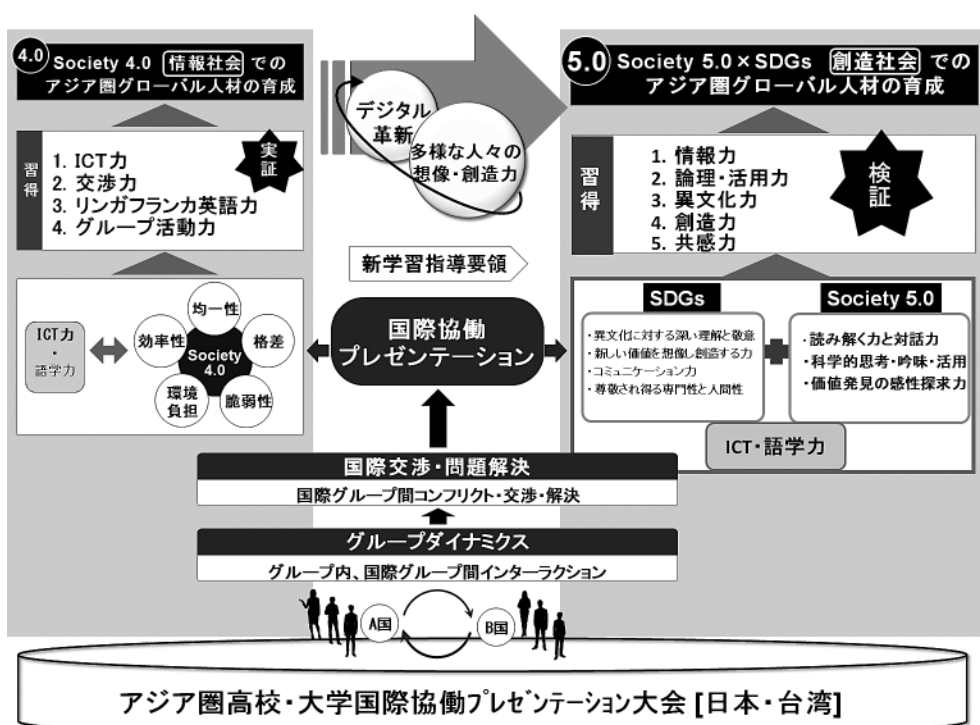 4.0
Society 4.0 情報社会 での
アジア圏グローバル人材の育成
習得
1. ICT力
2. 交渉力
3. リンガフランカ英語力
4. グループ活動力
実証
ICT力
・
語学力
均一性
効率性
格差
Society
4.0
環境
負担
脆弱性
デジタル
革新
多様な人々の
想像・創造力
新学習指導要領
国際協働
プレゼンテーション
国際交渉・問題解決
国際グループ間コンフリクト・交渉・解決
グループダイナミクス
グループ内、国際グループ間インターラクション
A国
B国
5.0
Society 5.0×SDGs 創造社会 での
アジア圏グローバル人材の育成
習得
1. 情報力
2. 論理・活用力
3. 異文化力
4. 創造力
5. 共感力
検証
SDGs
・異文化に対する深い理解と敬意
・新しい価値を想像し創造する力
・コミュニケーション力
・尊敬され得る専門性と人間性
Society 5.0
・読み解く力と対話力
・科学的思考・吟味・活用
・価値発見の感性探求力
ICT・語学力
アジア圏高校・大学国際協働プレゼンテーション大会 [日本・台湾]